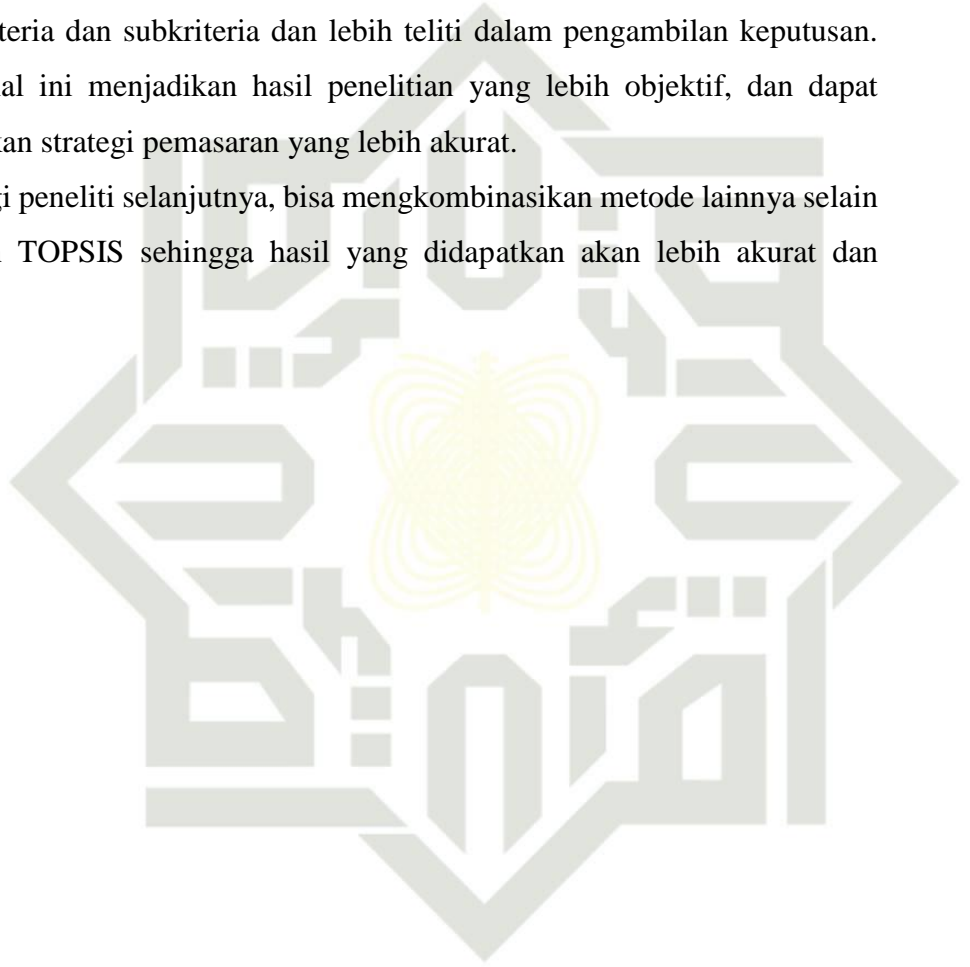 teria dan subkriteria dan lebih teliti dalam pengambilan keputusan.
al ini menjadikan hasil penelitian yang lebih objektif, dan dapat
kan strategi pemasaran yang lebih akurat.
gi peneliti selanjutnya, bisa mengkombinasikan metode lainnya selain
TOPSIS sehingga hasil yang didapatkan akan lebih akurat dan